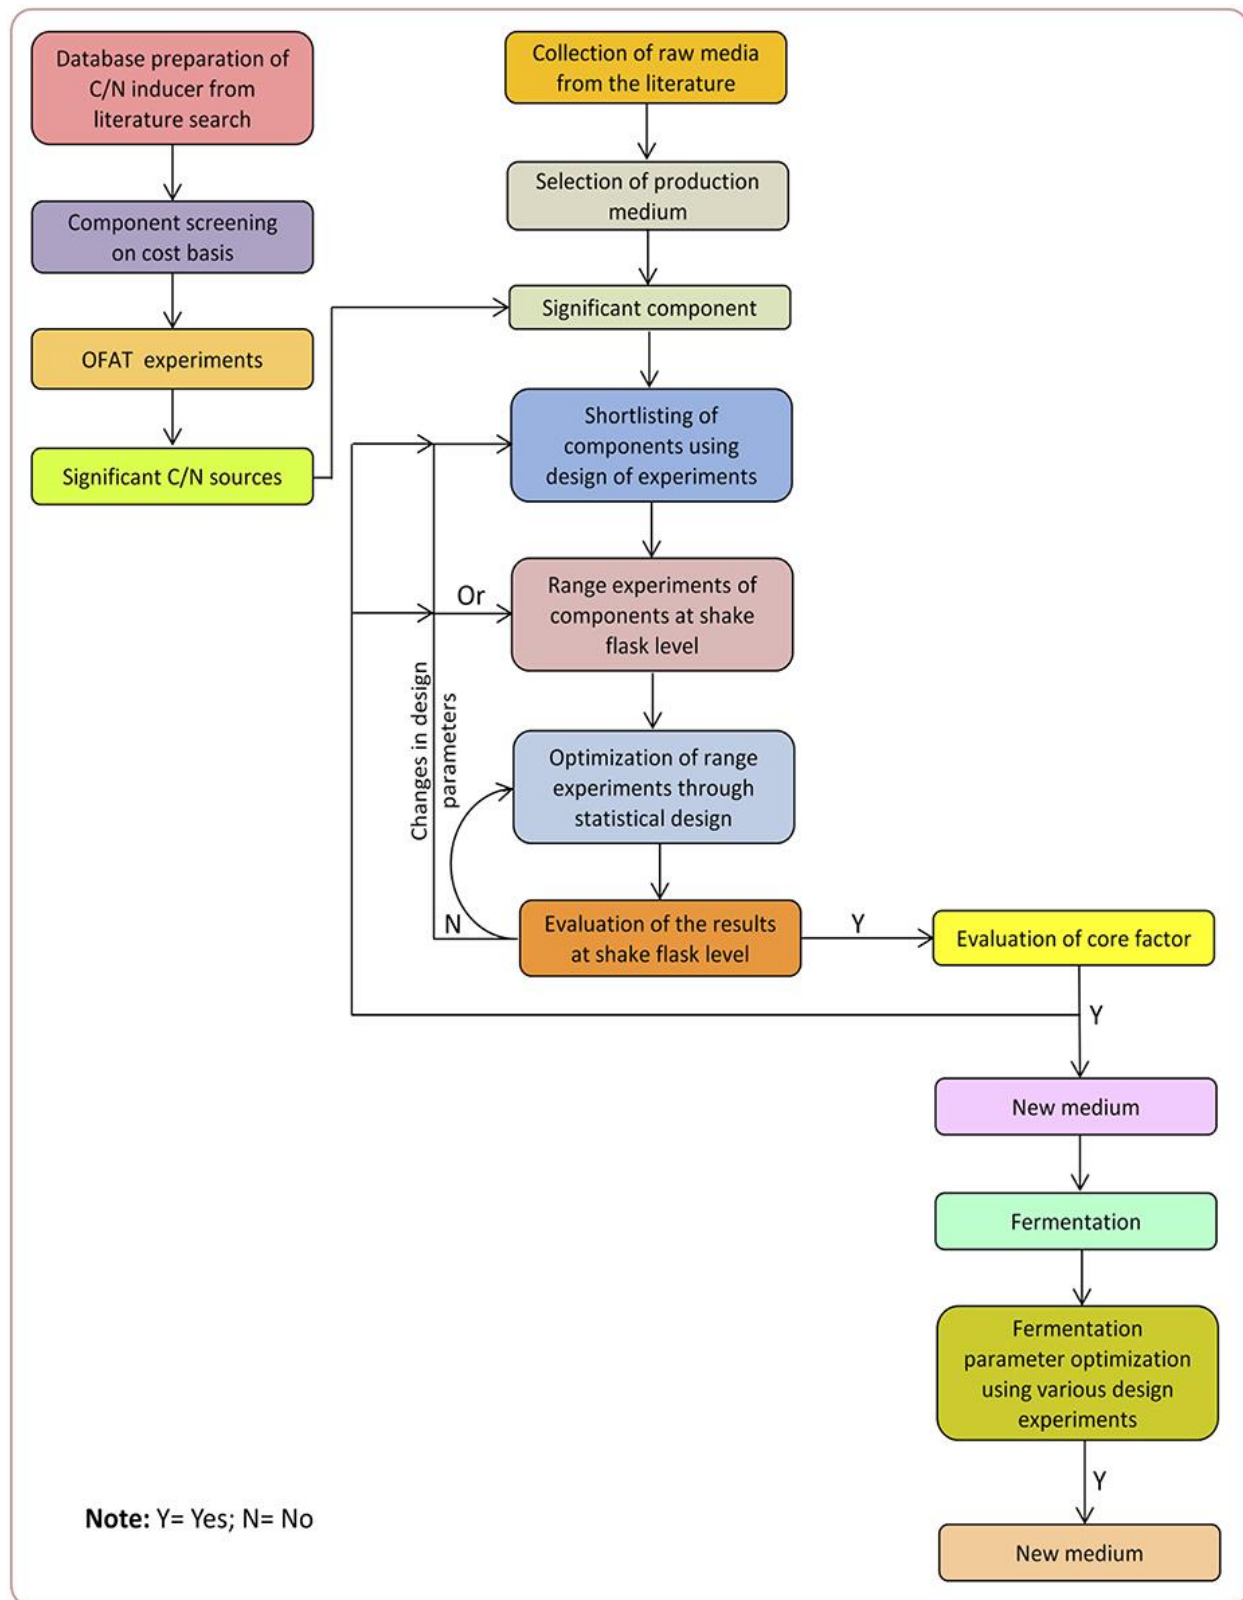 Database preparation of
C/N inducer from
literature search
Component screening
on cost basis
OFAT experiments
Significant C/N sources
Collection of raw media
from the literature
Selection of production
medium
Significant component
Shortlisting of
components using
design of experiments
Or
Range experiments of
components at shake
flask level
Changes in design
parameters
Optimization of range
experiments through
statistical design
N
Evaluation of the results
at shake flask level
Y
Evaluation of core factor
Y
New medium
Fermentation
Fermentation
parameter optimization
using various design
experiments
Y
New medium
Note: Y= Yes; N= No